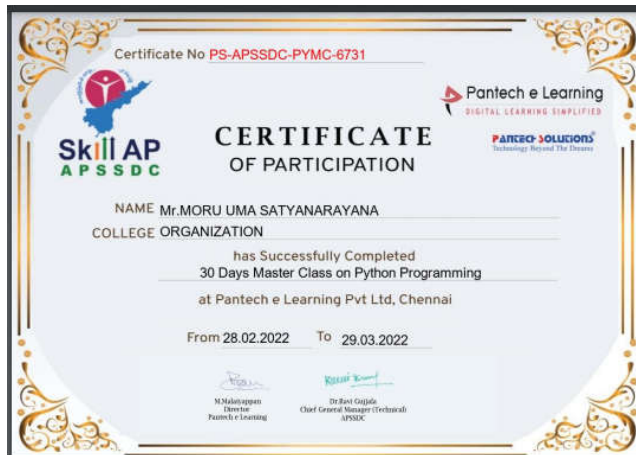 Certificate No PS-APSSDC-PYMC-6731
Skill AP
APSSDC
Pantech e Learning
DIGITAL LEARNING SIMPLIFIED
PANTECH SOLUTIONS
Technology Beyond The Dreams
CERTIFICATE
OF PARTICIPATION
NAME Mr.MORU UMA SATYANARAYANA
COLLEGE ORGANIZATION
has Successfully Completed
30 Days Master Class on Python Programming
at Pantech e Learning Pvt Ltd, Chennai
From 28.02.2022 To 29.03.2022
M.Malaiyappan
Director
Pantech e Learning
Dr.Ravi Gujjala
Chief General Manager (Technical)
APSSDC